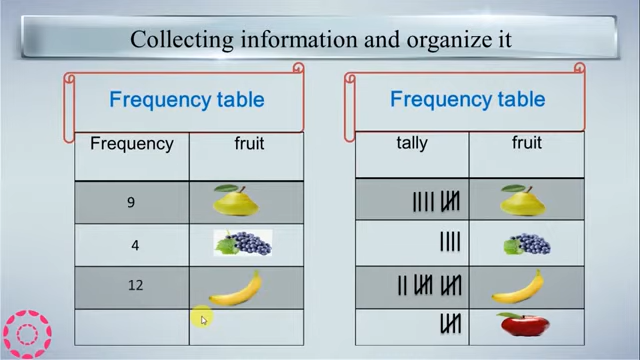 Collecting information and organize it
Frequency table
Frequency fruit
9
4
12
Frequency table
tally fruit